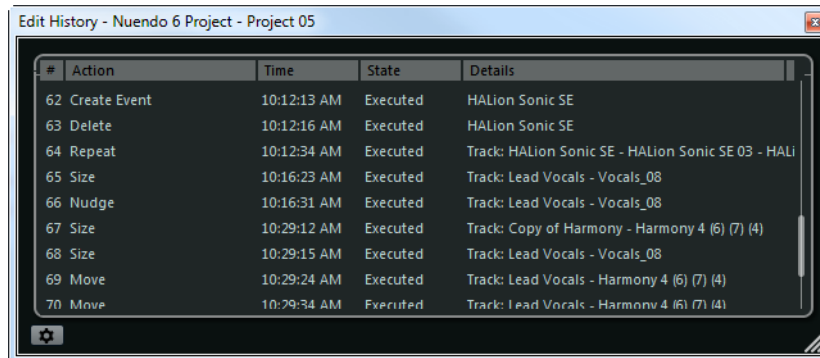 Edit History - Nuendo 6 Project - Project 05
# Action Time State Details
62 Create Event 10:12:13 AM Executed HALion Sonic SE
63 Delete 10:12:16 AM Executed HALion Sonic SE
64 Repeat 10:12:34 AM Executed Track: HALion Sonic SE - HALion Sonic SE 03 - HALi
65 Size 10:16:23 AM Executed Track: Lead Vocals - Vocals_08
66 Nudge 10:16:31 AM Executed Track: Lead Vocals - Vocals_08
67 Size 10:29:12 AM Executed Track: Copy of Harmony - Harmony 4 (6) (7) (4)
68 Size 10:29:15 AM Executed Track: Lead Vocals - Vocals_08
69 Move 10:29:24 AM Executed Track: Lead Vocals - Harmony 4 (6) (7) (4)
70 Move 10:29:34 AM Executed Track: Lead Vocals - Harmony 4 (6) (7) (4)